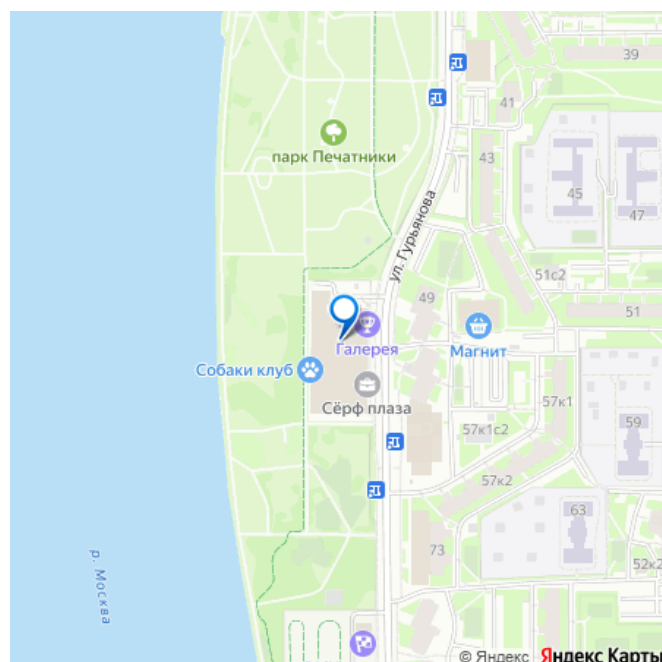 39
41
парк Печатники
43
45
47
ул. Гурьянова
51с2
49
51
Галерея
Магнит
Собаки клуб
Сёрф плаза
57к1
57к1с2
59
57к2
63
73
52к2
р. Москва
© Яндекс Яндекс Карты